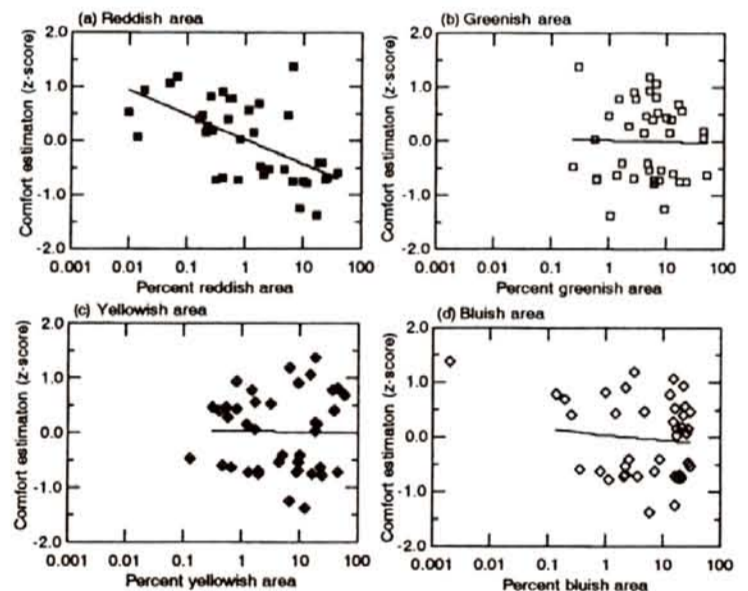 (a) Reddish area
Comfort estimaton (z-score)
2.0
1.0
0.0
-1.0
-2.0
0.001 0.01 0.1 1 10 100
Percent reddish area
(b) Greenish area
Comfort estimaton (z-score)
2.0
1.0
0.0
-1.0
-2.0
0.001 0.01 0.1 1 10 100
Percent greenish area
(c) Yellowish area
Comfort estimaton (z-score)
2.0
1.0
0.0
-1.0
-2.0
0.001 0.01 0.1 1 10 100
Percent yellowish area
(d) Bluish area
Comfort estimaton (z-score)
2.0
1.0
0.0
-1.0
-2.0
0.001 0.01 0.1 1 10 100
Percent bluish area